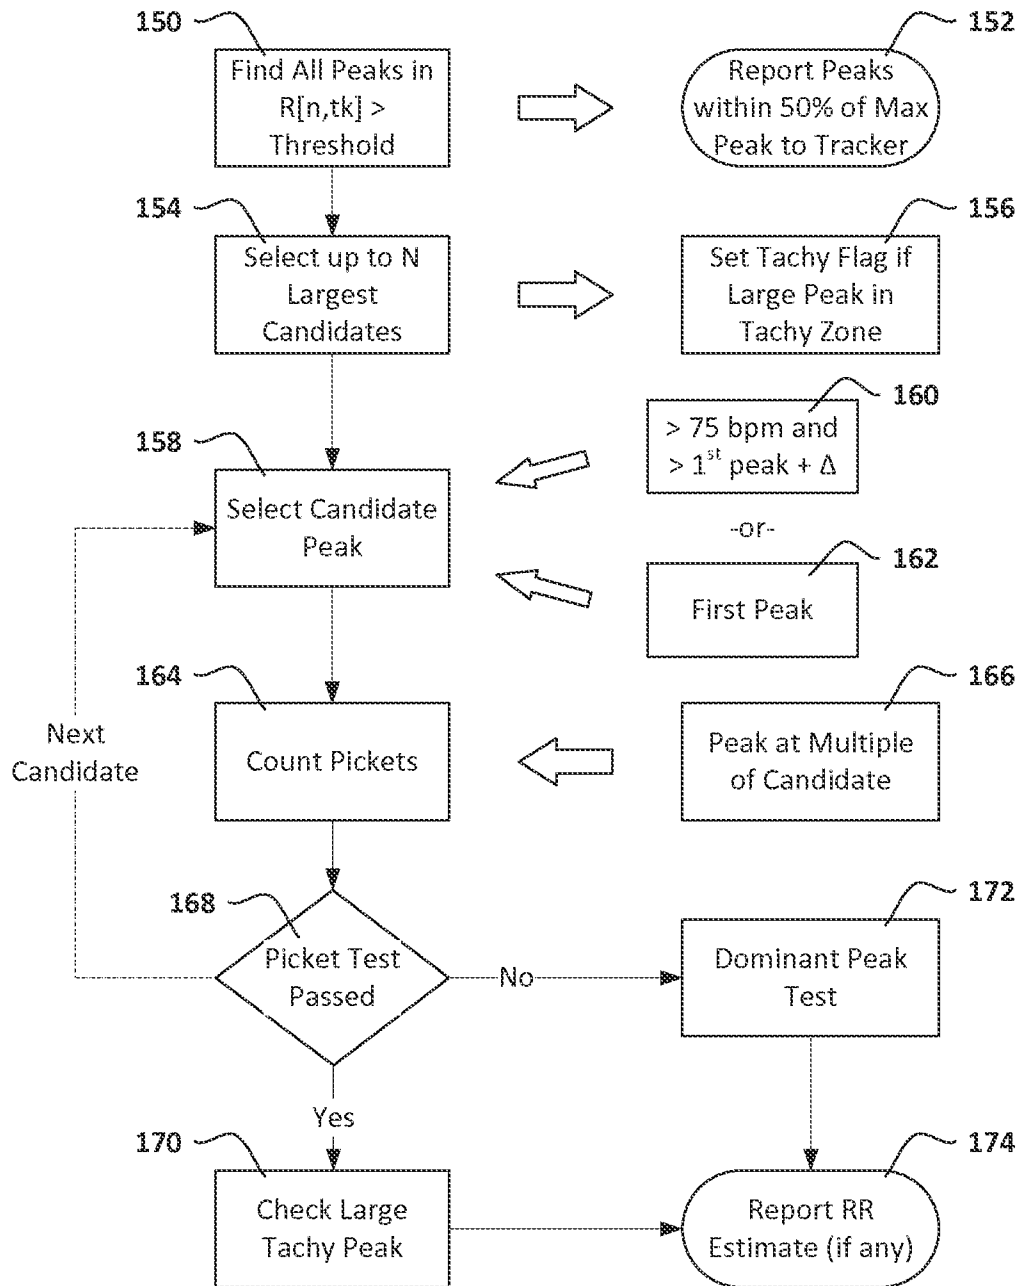 150
Find All Peaks in
R[n,tk] >
Threshold
152
Report Peaks
within 50% of Max
Peak to Tracker
154
Select up to N
Largest
Candidates
156
Set Tachy Flag if
Large Peak in
Tachy Zone
160
> 75 bpm and
> 1st peak + Δ
158
Select Candidate
Peak
-or-
162
First Peak
164
Count Pickets
166
Peak at Multiple
of Candidate
Next
Candidate
168
Picket Test
Passed
No
172
Dominant Peak
Test
Yes
170
Check Large
Tachy Peak
174
Report RR
Estimate (if any)